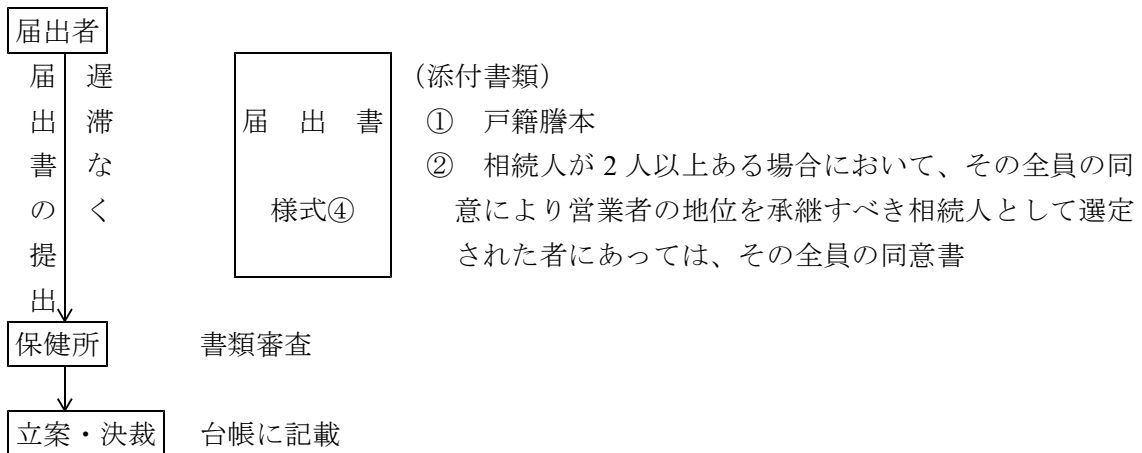 届出者
届出書の提出
遅滞なく
届　出　書
様式④
（添付書類）
①　戸籍謄本
②　相続人が 2 人以上ある場合において、その全員の同
意により営業者の地位を承継すべき相続人として選定
された者にあっては、その全員の同意書
保健所
書類審査
立案・決裁
台帳に記載